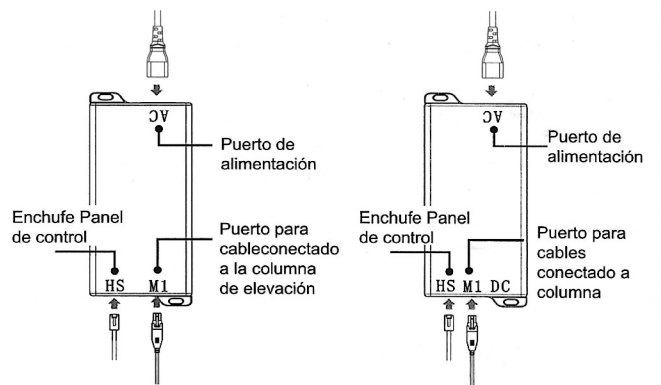 AC
Puerto de
alimentación
Enchufe Panel
de control
Puerto para
cableconectado
a la columna
de elevación
HS M1
AC
Puerto de
alimentación
Enchufe Panel
de control
Puerto para
cables
conectado a
columna
HS M1 DC